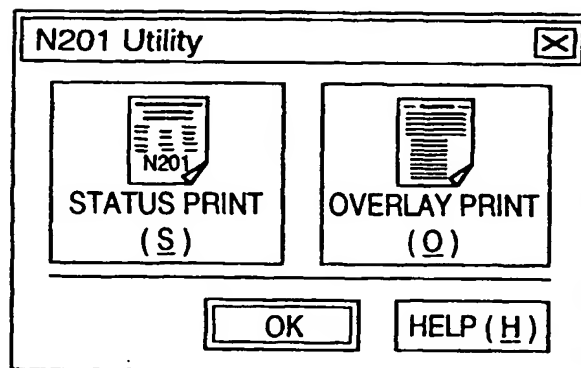 N201 Utility
N201
STATUS PRINT
(S)
OVERLAY PRINT
(O)
OK
HELP (H)